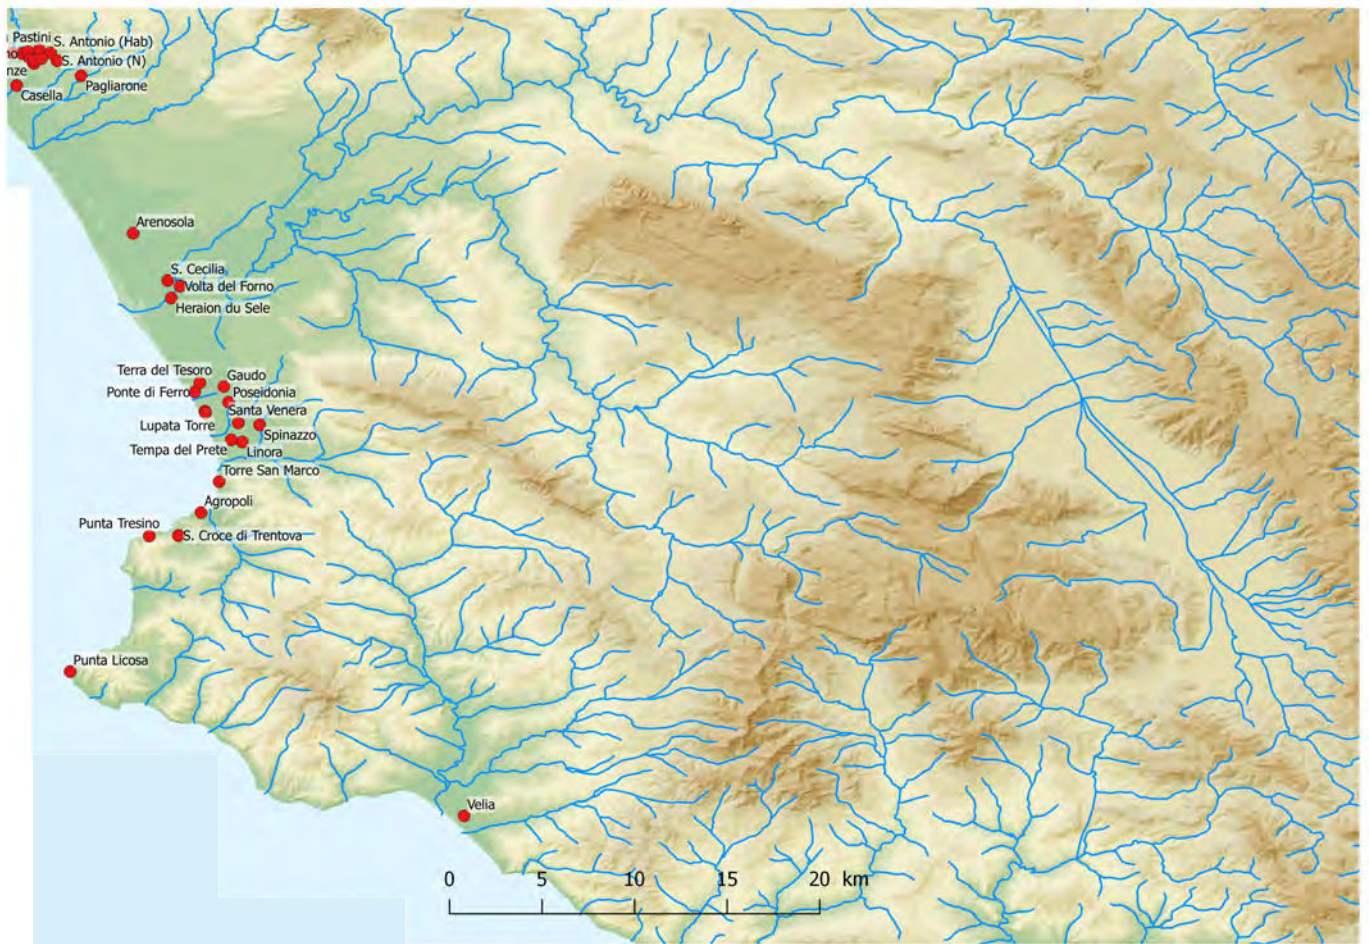 Pastini
S. Antonio (Hab)
S. Antonio (N)
nze
Pagliarone
Casella
Arenosola
S. Cecilia
Volta del Forno
Heraion du Sele
Terra del Tesoro
Gaudo
Ponte di Ferro
Poseidonia
Santa Venera
Lupata Torre
Spinazzo
Tempa del Prete
Linora
Torre San Marco
Agropoli
Punta Tresino
S. Croce di Trentova
Punta Licosa
Velia
0 5 10 15 20 km